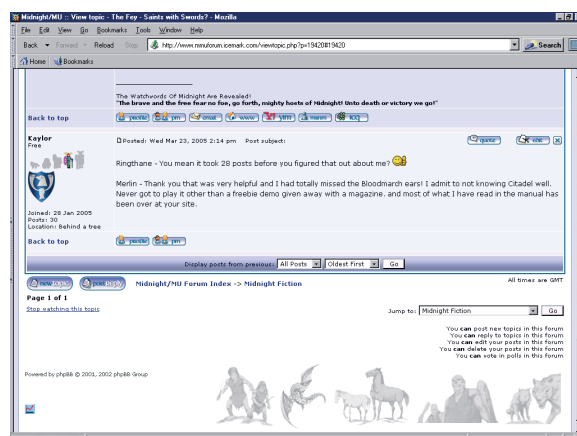 Midnight/MU :: View topic - The Fey - Saints with Swords? - Mozilla
File Edit View Go Bookmarks Tools Window Help
Back Forward Reload Stop http://www.mmuforum.icemark.com/viewtopic.php?p=19420#19420 Search
Home Bookmarks
The Watchwords Of Midnight Are Revealed!
"The brave and the free fear no foe, go forth, mighty hosts of Midnight! Unto death or victory we go!"
Back to top profile pm email www yim msnm icq
Kaylor
Free
Posted: Wed Mar 23, 2005 2:14 pm Post subject: quote edit X
Ringthane - You mean it took 28 posts before you figured that out about me?
Merlin - Thank you that was very helpful and I had totally missed the Bloodmarch ears! I admit to not knowing Citadel well.
Never got to play it other than a freebie demo given away with a magazine. and most of what I have read in the manual has
been over at your site.
Joined: 28 Jan 2005
Posts: 30
Location: Behind a tree
Back to top profile pm
Display posts from previous: All Posts Oldest First Go
new topic post reply Midnight/MU Forum Index -> Midnight Fiction
All times are GMT
Page 1 of 1
Stop watching this topic
Jump to: Midnight Fiction Go
You can post new topics in this forum
You can reply to topics in this forum
You can edit your posts in this forum
You can delete your posts in this forum
You can vote in polls in this forum
Powered by phpBB © 2001, 2002 phpBB Group